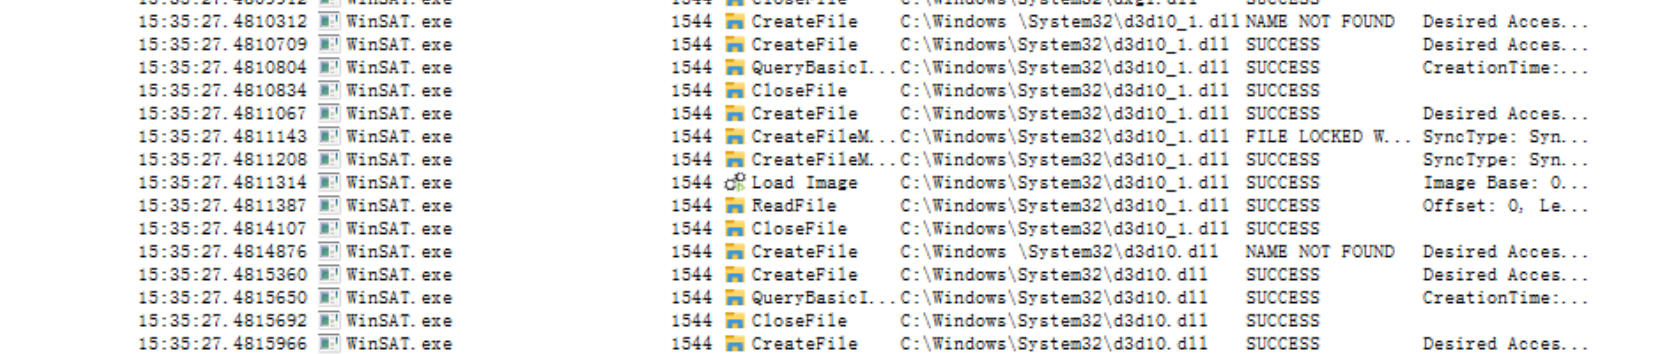 15:35:27.4810312 WinSAT.exe 1544 CreateFile C:\Windows \System32\d3d10_1.dll NAME NOT FOUND Desired Acces...
15:35:27.4810709 WinSAT.exe 1544 CreateFile C:\Windows\System32\d3d10_1.dll SUCCESS Desired Acces...
15:35:27.4810804 WinSAT.exe 1544 QueryBasicI... C:\Windows\System32\d3d10_1.dll SUCCESS CreationTime:...
15:35:27.4810834 WinSAT.exe 1544 CloseFile C:\Windows\System32\d3d10_1.dll SUCCESS
15:35:27.4811067 WinSAT.exe 1544 CreateFile C:\Windows\System32\d3d10_1.dll SUCCESS Desired Acces...
15:35:27.4811143 WinSAT.exe 1544 CreateFileM... C:\Windows\System32\d3d10_1.dll FILE LOCKED W... SyncType: Syn...
15:35:27.4811208 WinSAT.exe 1544 CreateFileM... C:\Windows\System32\d3d10_1.dll SUCCESS SyncType: Syn...
15:35:27.4811314 WinSAT.exe 1544 Load Image C:\Windows\System32\d3d10_1.dll SUCCESS Image Base: 0...
15:35:27.4811387 WinSAT.exe 1544 ReadFile C:\Windows\System32\d3d10_1.dll SUCCESS Offset: 0, Le...
15:35:27.4814107 WinSAT.exe 1544 CloseFile C:\Windows\System32\d3d10_1.dll SUCCESS
15:35:27.4814876 WinSAT.exe 1544 CreateFile C:\Windows \System32\d3d10.dll NAME NOT FOUND Desired Acces...
15:35:27.4815360 WinSAT.exe 1544 CreateFile C:\Windows\System32\d3d10.dll SUCCESS Desired Acces...
15:35:27.4815650 WinSAT.exe 1544 QueryBasicI... C:\Windows\System32\d3d10.dll SUCCESS CreationTime:...
15:35:27.4815692 WinSAT.exe 1544 CloseFile C:\Windows\System32\d3d10.dll SUCCESS
15:35:27.4815966 WinSAT.exe 1544 CreateFile C:\Windows\System32\d3d10.dll SUCCESS Desired Acces...